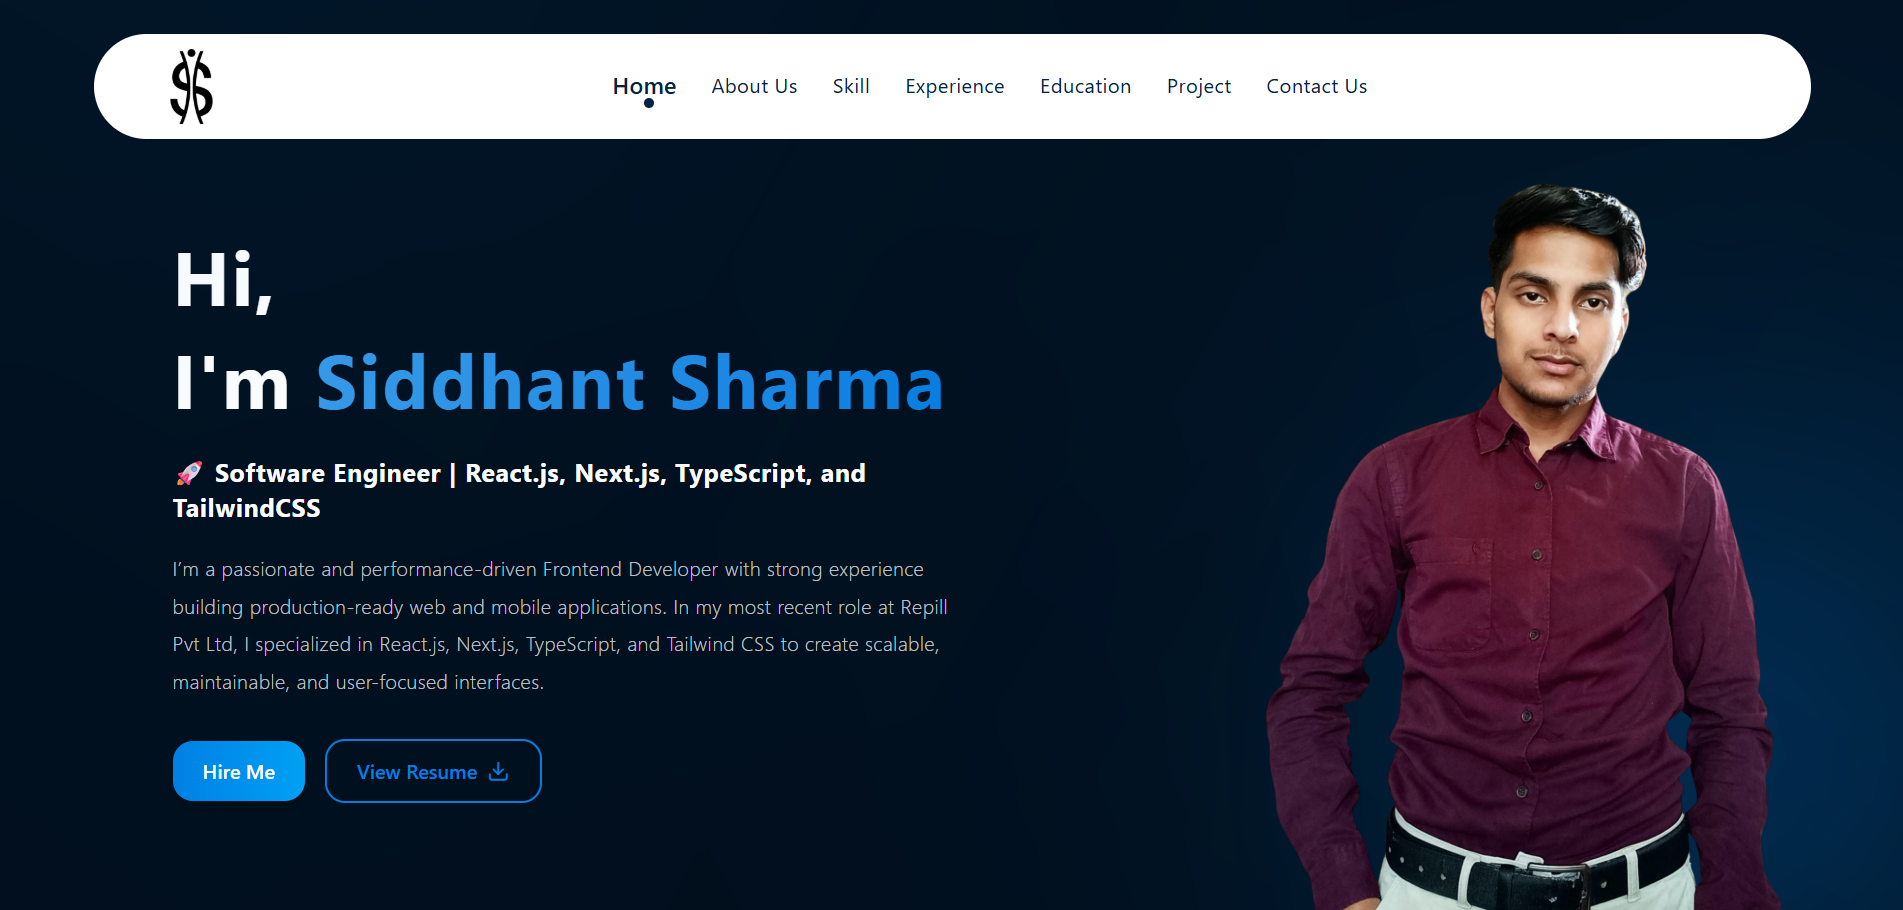 Home About Us Skill Experience Education Project Contact Us
Hi,
I'm Siddhant Sharma
🚀 Software Engineer | React.js, Next.js, TypeScript, and
TailwindCSS
I’m a passionate and performance-driven Frontend Developer with strong experience
building production-ready web and mobile applications. In my most recent role at Repill
Pvt Ltd, I specialized in React.js, Next.js, TypeScript, and Tailwind CSS to create scalable,
maintainable, and user-focused interfaces.
Hire Me View Resume